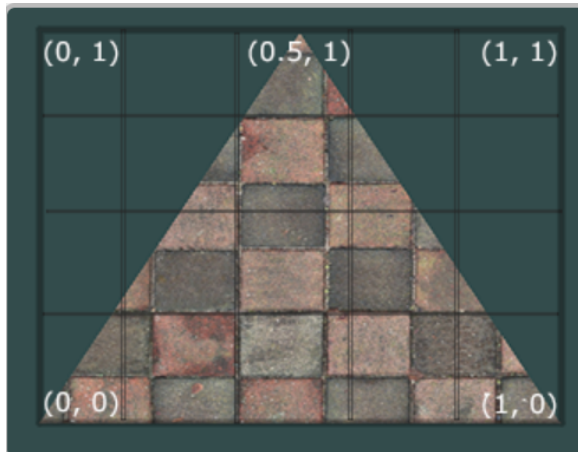 (0, 1) (0.5, 1) (1, 1)
(0, 0) (1, 0)